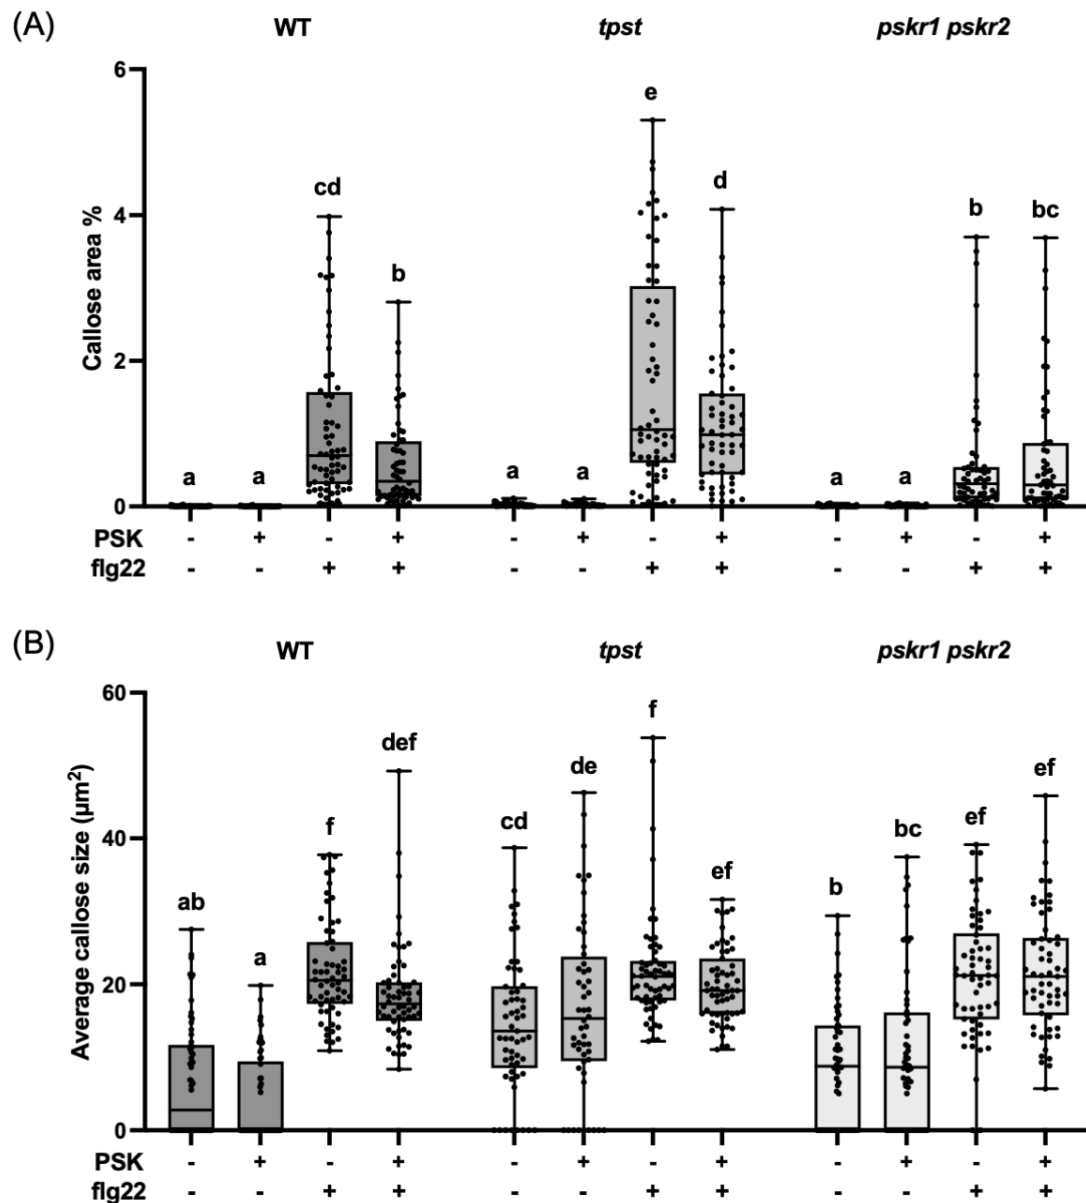 (A)
WT tpst pskr1 pskr2
Callose area %
6
4
2
0
cd b e d b bc
a a a a a a
PSK - + - + - + - + - + - +
flg22 - - + + - - + + - - + +
(B)
WT tpst pskr1 pskr2
Average callose size (µm²)
60
40
20
0
ab a f def cd de f ef b bc ef ef
PSK - + - + - + - + - + - +
flg22 - - + + - - + + - - + +